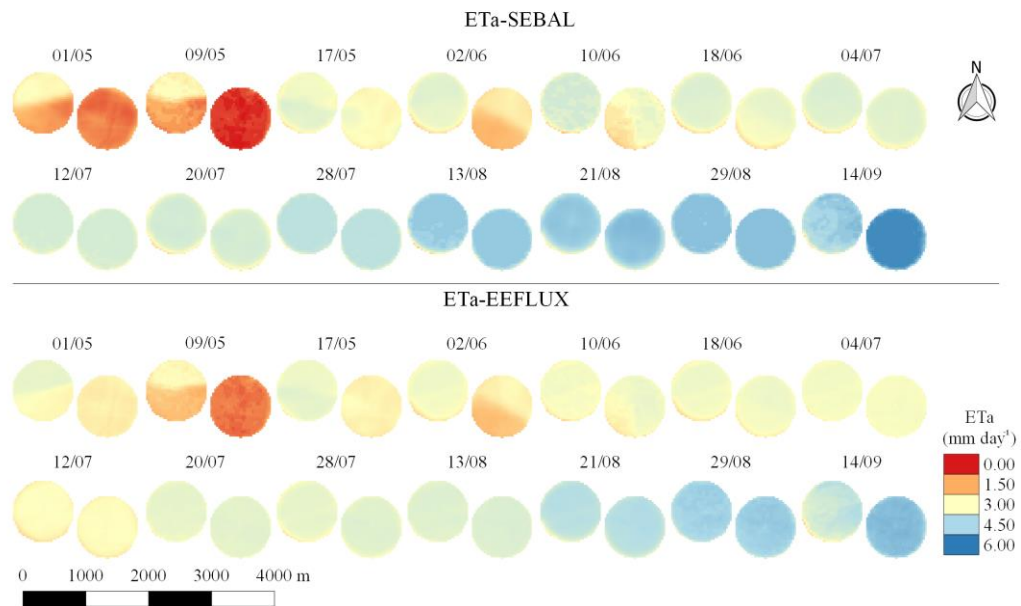 ETa-SEBAL
01/05 09/05 17/05 02/06 10/06 18/06 04/07
N
12/07 20/07 28/07 13/08 21/08 29/08 14/09
ETa-EEFLUX
01/05 09/05 17/05 02/06 10/06 18/06 04/07
12/07 20/07 28/07 13/08 21/08 29/08 14/09
ETa
(mm day⁻¹)
0.00
1.50
3.00
4.50
6.00
0 1000 2000 3000 4000 m